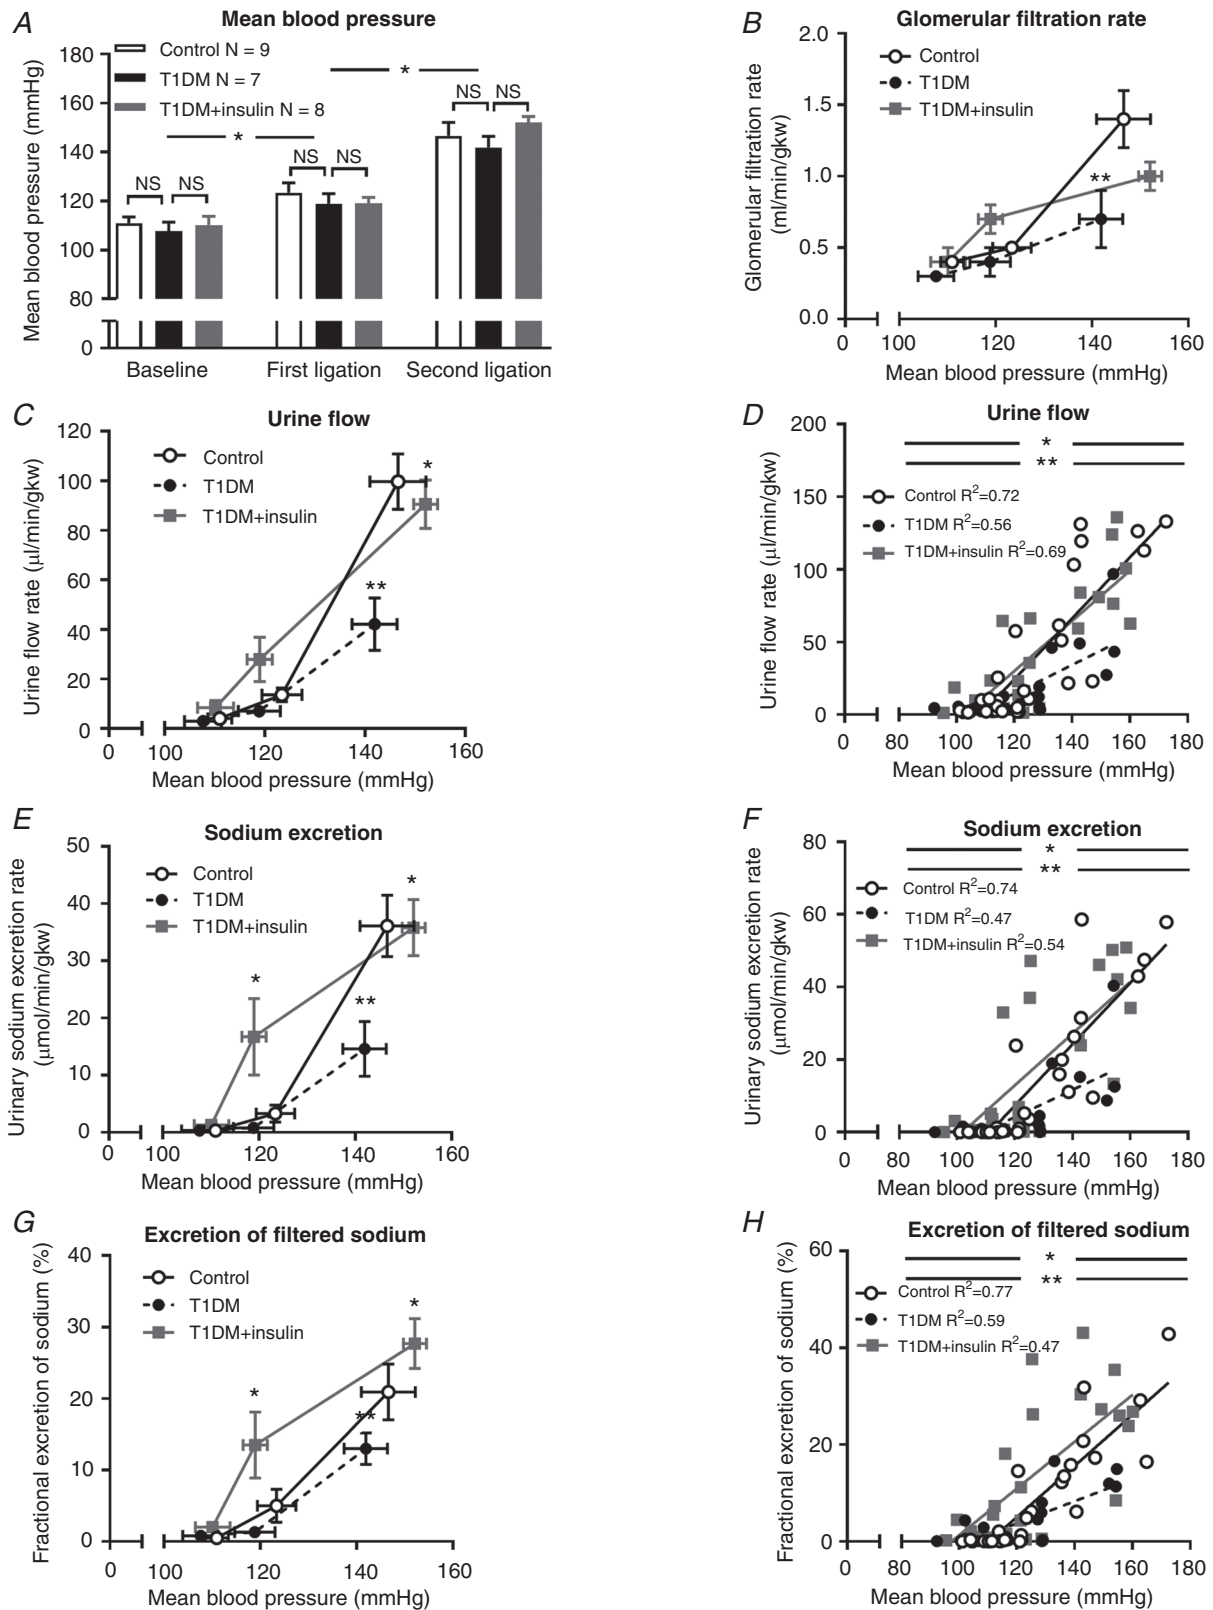 A
Mean blood pressure
Control N = 9
T1DM N = 7
T1DM+insulin N = 8
Mean blood pressure (mmHg)
180
160
140
120
100
80
0
*
*
NS NS
NS NS
NS NS
Baseline First ligation Second ligation
B
Glomerular filtration rate
Control
T1DM
T1DM+insulin
Glomerular filtration rate
(ml/min/gkw)
2.0
1.5
1.0
0.5
0.0
**
0 100 120 140 160
Mean blood pressure (mmHg)
C
Urine flow
Control
T1DM
T1DM+insulin
Urine flow rate (µl/min/gkw)
120
100
80
60
40
20
0
*
**
0 100 120 140 160
Mean blood pressure (mmHg)
D
Urine flow
*
**
Control R²=0.72
T1DM R²=0.56
T1DM+insulin R²=0.69
Urine flow rate (µl/min/gkw)
200
150
100
50
0
0 80 100 120 140 160 180
Mean blood pressure (mmHg)
E
Sodium excretion
Control
T1DM
T1DM+insulin
Urinary sodium excretion rate
(µmol/min/gkw)
50
40
30
20
10
0
*
*
**
0 100 120 140 160
Mean blood pressure (mmHg)
F
Sodium excretion
*
**
Control R²=0.74
T1DM R²=0.47
T1DM+insulin R²=0.54
Urinary sodium excretion rate
(µmol/min/gkw)
80
60
40
20
0
0 80 100 120 140 160 180
Mean blood pressure (mmHg)
G
Excretion of filtered sodium
Control
T1DM
T1DM+insulin
Fractional excretion of sodium (%)
40
30
20
10
0
*
*
**
0 100 120 140 160
Mean blood pressure (mmHg)
H
Excretion of filtered sodium
*
**
Control R²=0.77
T1DM R²=0.59
T1DM+insulin R²=0.47
Fractional excretion of sodium (%)
60
40
20
0
0 80 100 120 140 160 180
Mean blood pressure (mmHg)